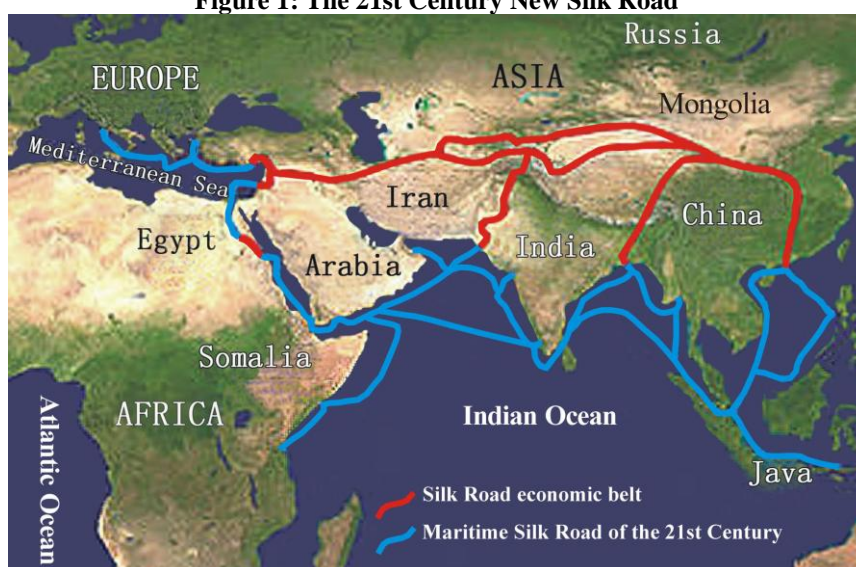 Figure 1: The 21st Century New Silk Road
Russia
EUROPE
ASIA
Mongolia
Mediterranean Sea
Iran
China
Egypt
India
Arabia
Somalia
AFRICA
Indian Ocean
Atlantic Ocean
Java
Silk Road economic belt
Maritime Silk Road of the 21st Century